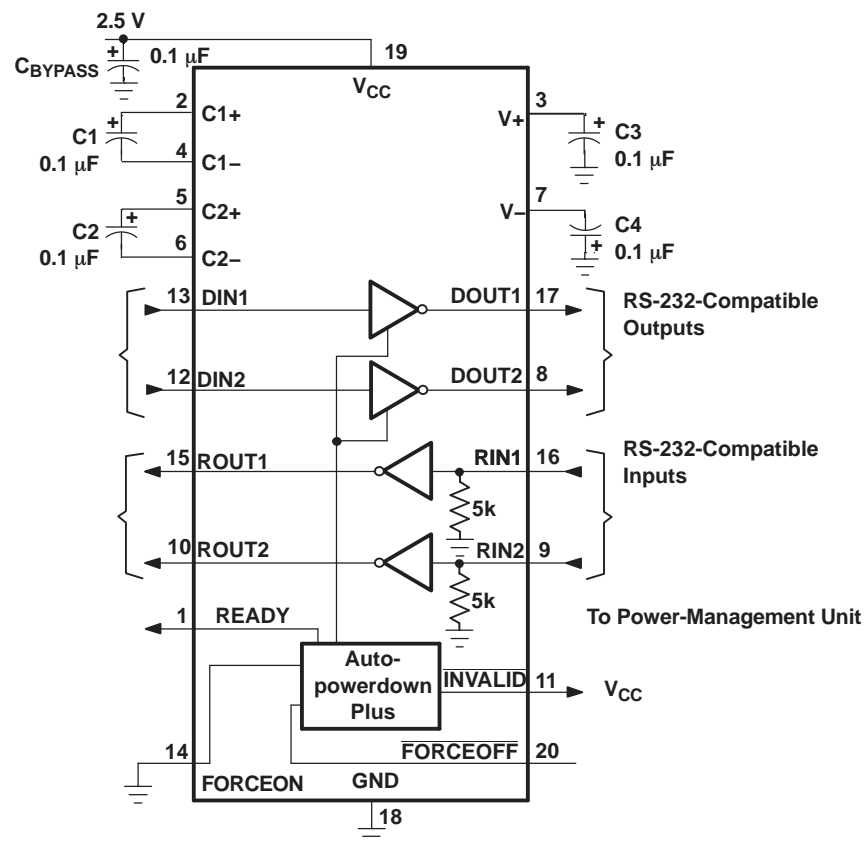 2.5 V
C_BYPASS + 0.1 μF
19
V_CC
2 C1+
C1 +
0.1 μF
4 C1–
5 C2+
C2 +
0.1 μF
6 C2–
3
V+
+ C3
0.1 μF
7
V–
C4
+ 0.1 μF
13 DIN1
DOUT1 17
RS-232-Compatible
Outputs
12 DIN2
DOUT2 8
15 ROUT1
RIN1 16
RS-232-Compatible
Inputs
5k
10 ROUT2
RIN2 9
5k
1 READY
To Power-Management Unit
Auto-
powerdown
Plus
INVALID 11
V_CC
14
FORCEOFF 20
FORCEON
GND
18